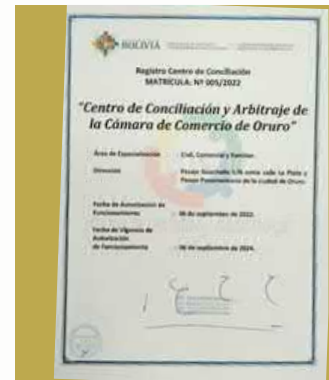 BOLIVIA
Registro Centro de Conciliación
MATRÍCULA: Nº 005/2022
"Centro de Conciliación y Arbitraje de
la Cámara de Comercio de Oruro"
Área de Especialización : Civil, Comercial y Familiar.
Dirección : Pasaje Guachalla S/N entre calle La Plata y
Pasaje de la ciudad de Oruro.
Fecha de Autorización de
Funcionamiento : 06 de septiembre de 2022.
Fecha de Vigencia de
Autorización
de Funcionamiento : 06 de septiembre de 2024.